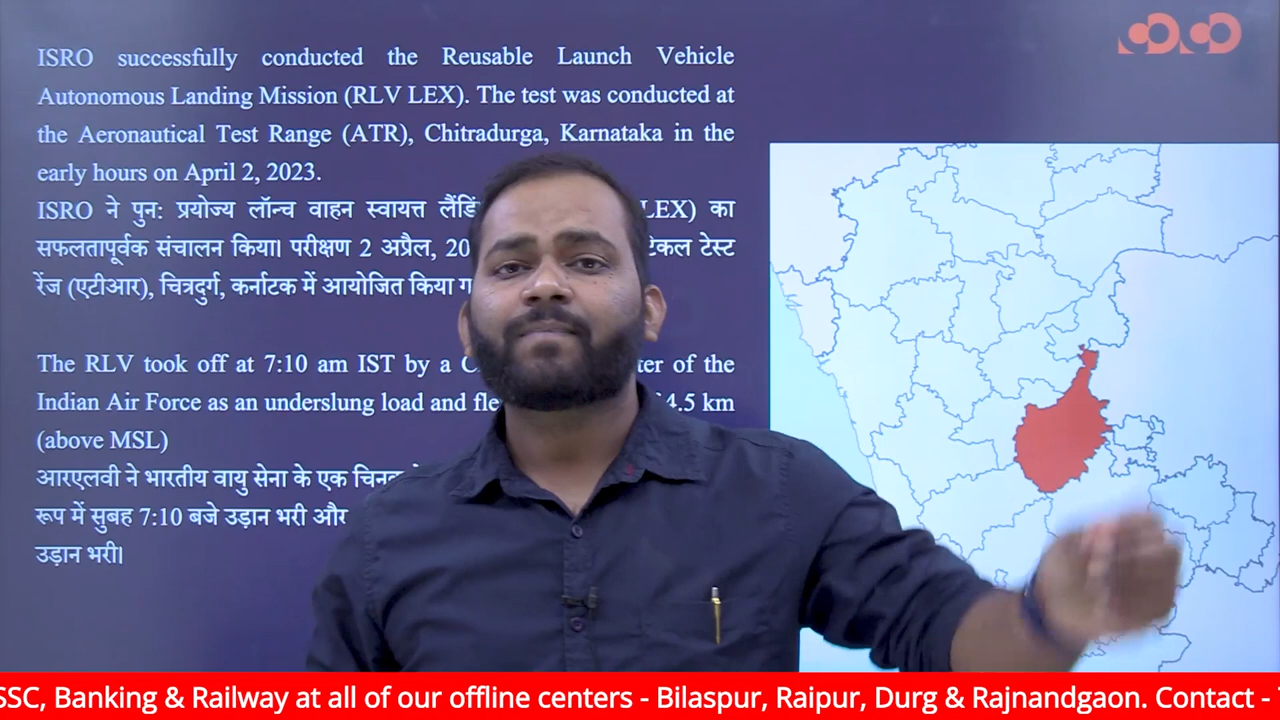 ISRO successfully conducted the Reusable Launch Vehicle
Autonomous Landing Mission (RLV LEX). The test was conducted at
the Aeronautical Test Range (ATR), Chitradurga, Karnataka in the
early hours on April 2, 2023.
ISRO ने पुन: प्रयोज्य लॉन्च वाहन स्वायत्त LEX) का
सफलतापूर्वक संचालन किया। परीक्षण 2 अप्रैल, 20 टेस्ट
रेंज (एटीआर), चित्रदुर्ग, कर्नाटक में आयोजित किया
The RLV took off at 7:10 am IST by a of the
Indian Air Force as an underslung load and 4.5 km
(above MSL)
आरएलवी ने भारतीय वायु सेना के एक
रूप में सुबह 7:10 बजे उड़ान भरी और
उड़ान भरी।
SSC, Banking & Railway at all of our offline centers - Bilaspur, Raipur, Durg & Rajnandgaon. Contact -